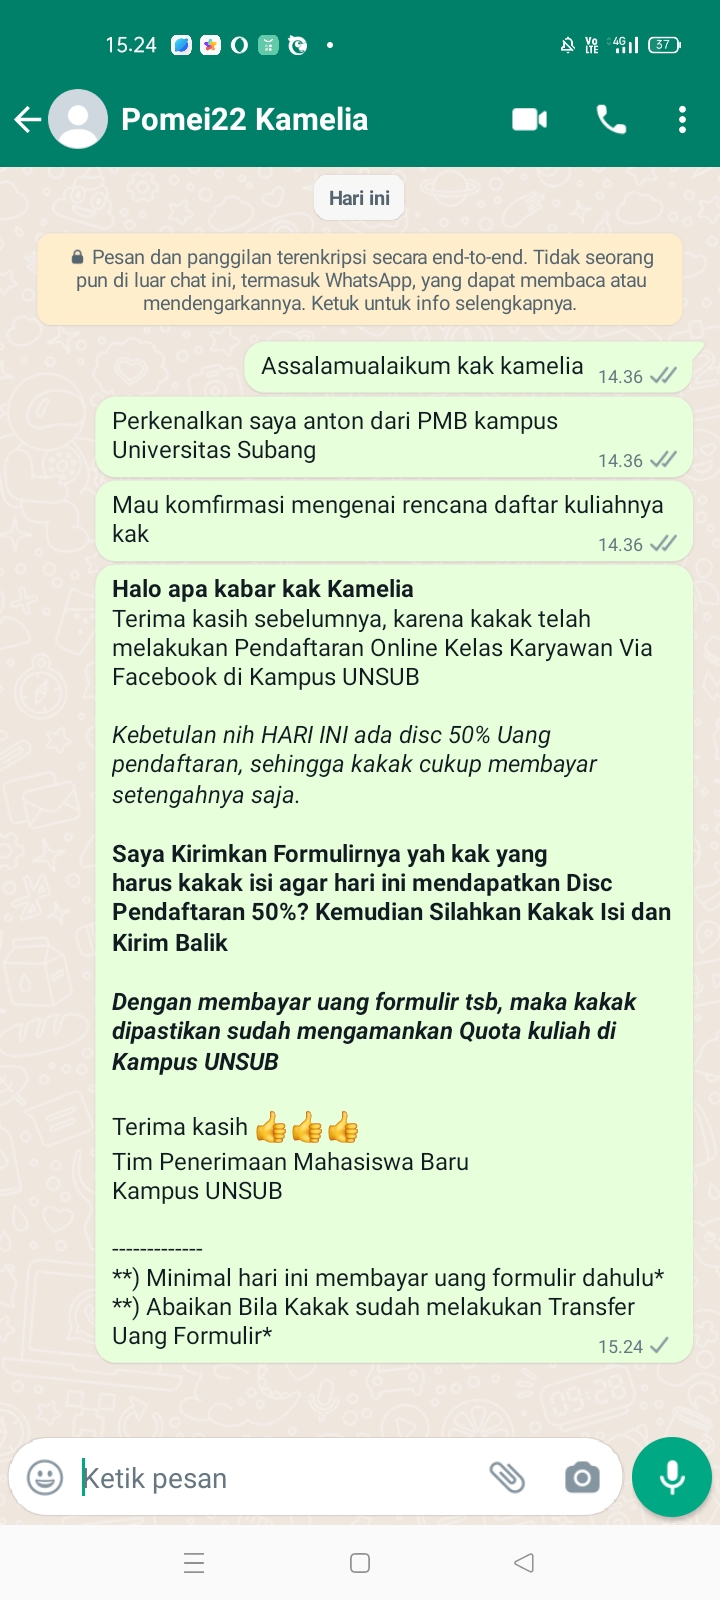 15.24
Vo LTE 4G 37
Pomei22 Kamelia
Hari ini
Pesan dan panggilan terenkripsi secara end-to-end. Tidak seorang
pun di luar chat ini, termasuk WhatsApp, yang dapat membaca atau
mendengarkannya. Ketuk untuk info selengkapnya.
Assalamualaikum kak kamelia 14.36
Perkenalkan saya anton dari PMB kampus
Universitas Subang 14.36
Mau komfirmasi mengenai rencana daftar kuliahnya
kak 14.36
Halo apa kabar kak Kamelia
Terima kasih sebelumnya, karena kakak telah
melakukan Pendaftaran Online Kelas Karyawan Via
Facebook di Kampus UNSUB
Kebetulan nih HARI INI ada disc 50% Uang
pendaftaran, sehingga kakak cukup membayar
setengahnya saja.
Saya Kirimkan Formulirnya yah kak yang
harus kakak isi agar hari ini mendapatkan Disc
Pendaftaran 50%? Kemudian Silahkan Kakak Isi dan
Kirim Balik
Dengan membayar uang formulir tsb, maka kakak
dipastikan sudah mengamankan Quota kuliah di
Kampus UNSUB
Terima kasih 👍👍👍
Tim Penerimaan Mahasiswa Baru
Kampus UNSUB
-------------
**) Minimal hari ini membayar uang formulir dahulu*
**) Abaikan Bila Kakak sudah melakukan Transfer
Uang Formulir* 15.24
Ketik pesan